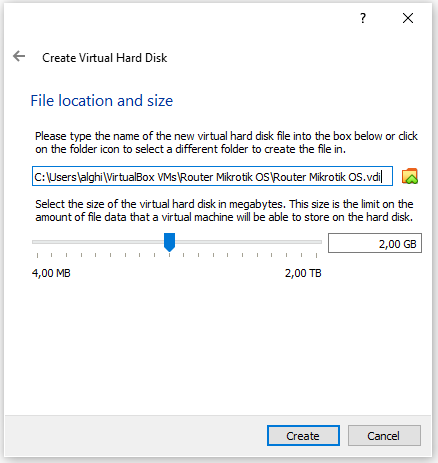 ?
Create Virtual Hard Disk
File location and size
Please type the name of the new virtual hard disk file into the box below or click
on the folder icon to select a different folder to create the file in.
C:\Users\alghi\VirtualBox VMs\Router Mikrotik OS\Router Mikrotik OS.vdi
Select the size of the virtual hard disk in megabytes. This size is the limit on the
amount of file data that a virtual machine will be able to store on the hard disk.
2,00 GB
4,00 MB 2,00 TB
Create Cancel